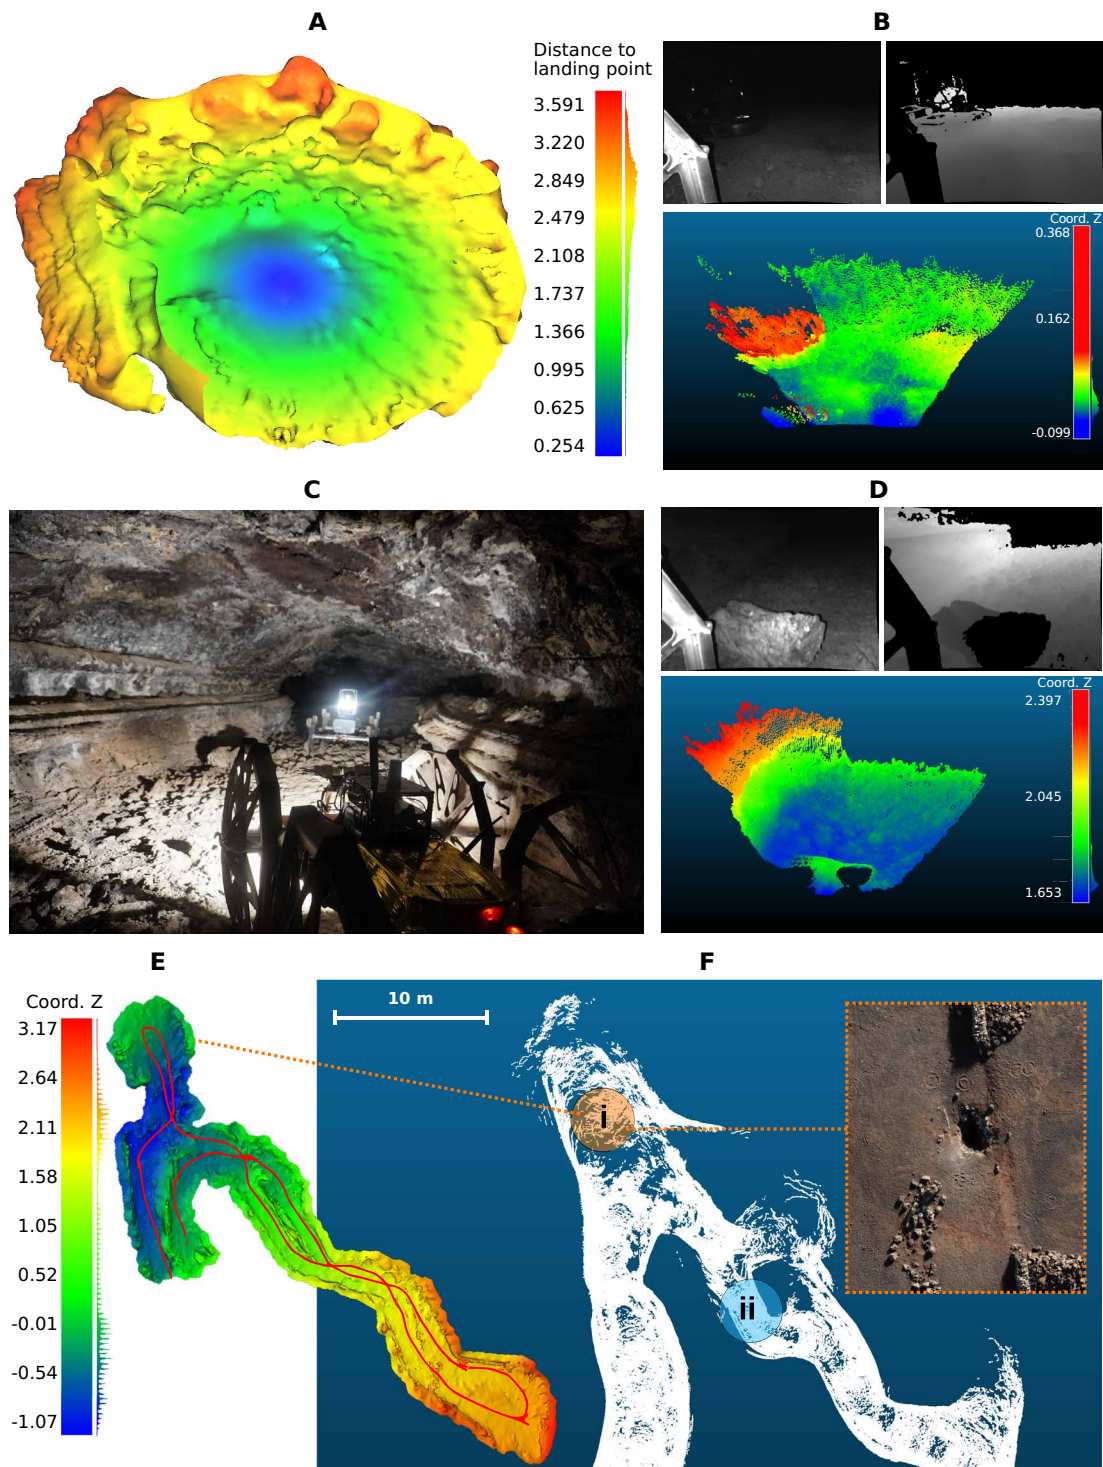 A
Distance to
landing point
3.591
3.220
2.849
2.479
2.108
1.737
1.366
0.995
0.625
0.254
B
Coord. Z
0.368
0.162
-0.099
C
D
Coord. Z
2.397
2.045
1.653
E
Coord. Z
3.17
2.64
2.11
1.58
1.05
0.52
-0.01
-0.54
-1.07
F
10 m
i
ii